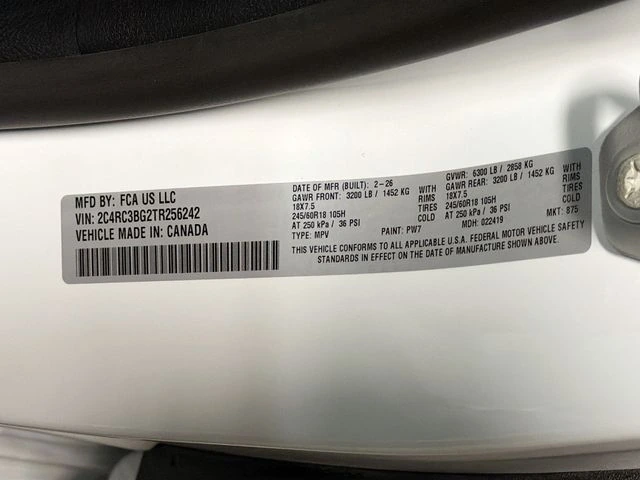 MFD BY: FCA US LLC
VIN: 2C4RC3BG2TR256242
VEHICLE MADE IN: CANADA
DATE OF MFR (BUILT): 2-26
GAWR FRONT: 3200 LB / 1452 KG WITH
18X7.5 RIMS
245/60R18 105H TIRES
AT 250 kPa / 36 PSI COLD
TYPE: MPV PAINT: PW7
GVWR: 6300 LB / 2858 KG
GAWR REAR: 3200 LB / 1452 KG WITH
18X7.5 RIMS
245/60R18 105H TIRES
AT 250 kPa / 36 PSI COLD
MDH: 022419 MKT: 875
THIS VEHICLE CONFORMS TO ALL APPLICABLE U.S.A. FEDERAL MOTOR VEHICLE SAFETY
STANDARDS IN EFFECT ON THE DATE OF MANUFACTURE SHOWN ABOVE.